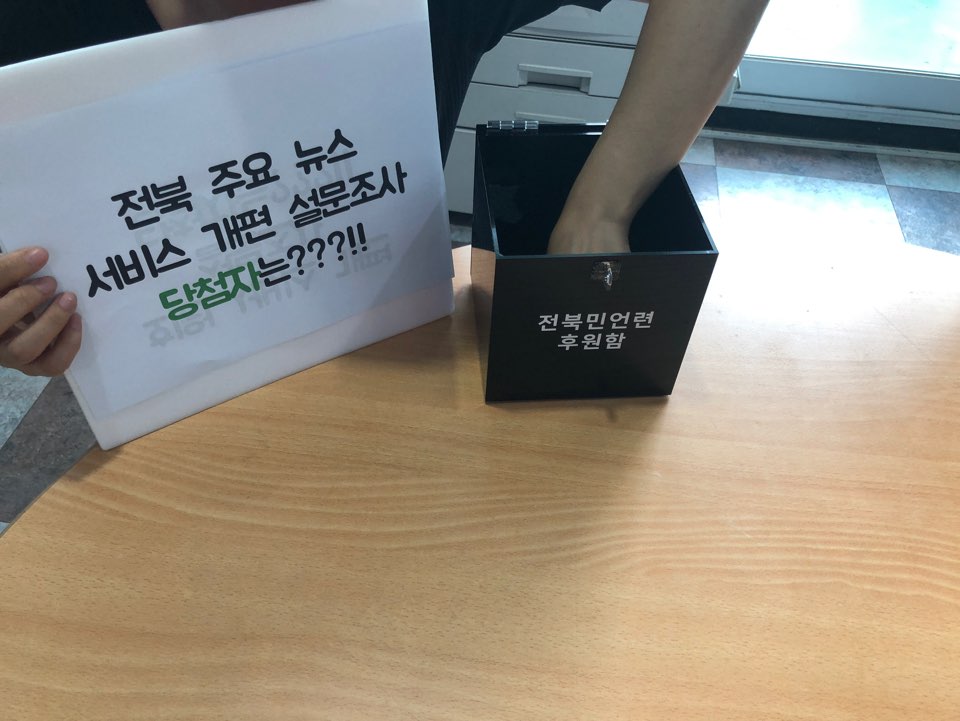 전북 주요 뉴스
서비스 개편 설문조사
당첨자는???!!
전북민언련
후원함